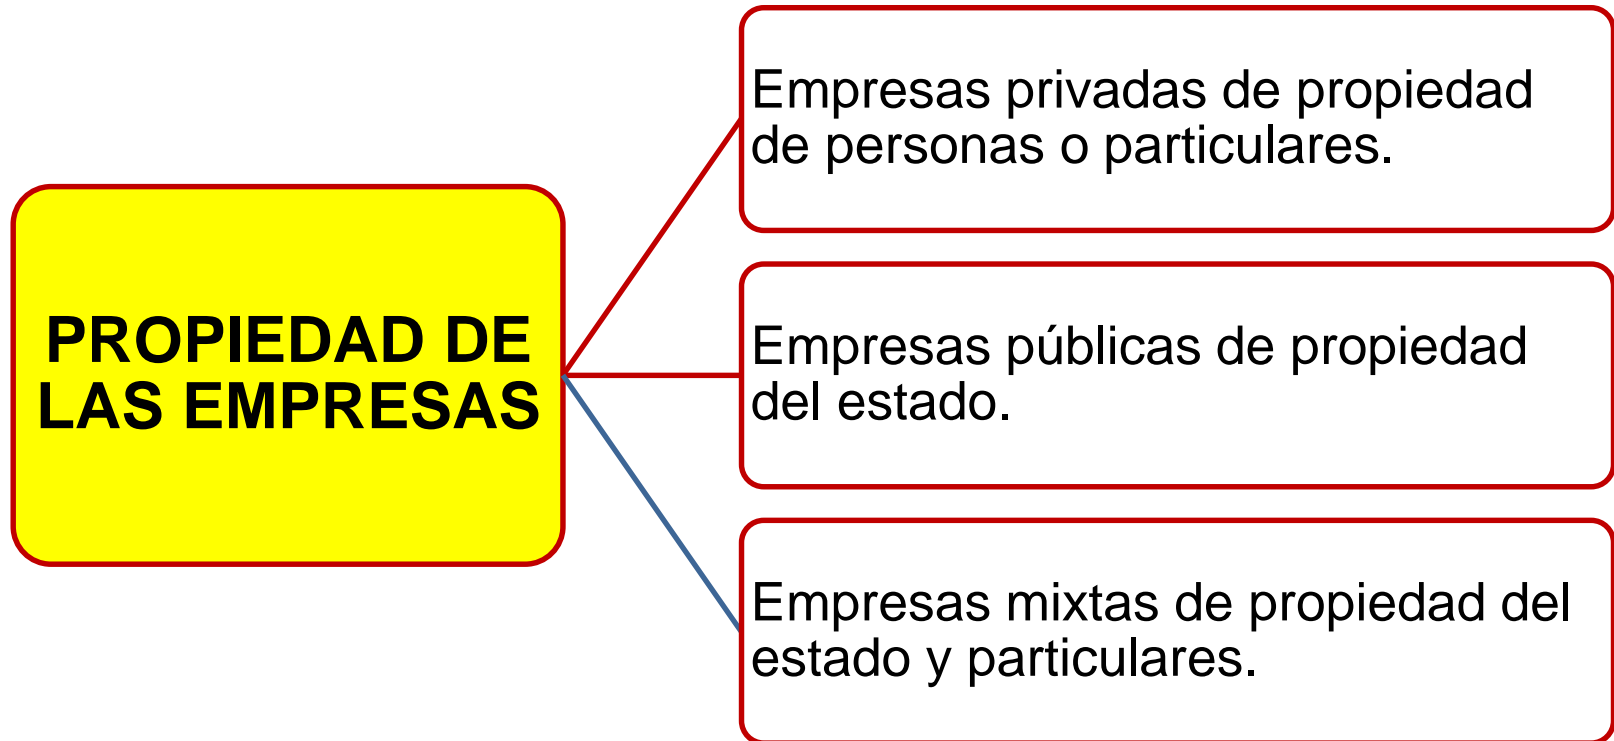 PROPIEDAD DE
LAS EMPRESAS
Empresas privadas de propiedad
de personas o particulares.
Empresas públicas de propiedad
del estado.
Empresas mixtas de propiedad del
estado y particulares.